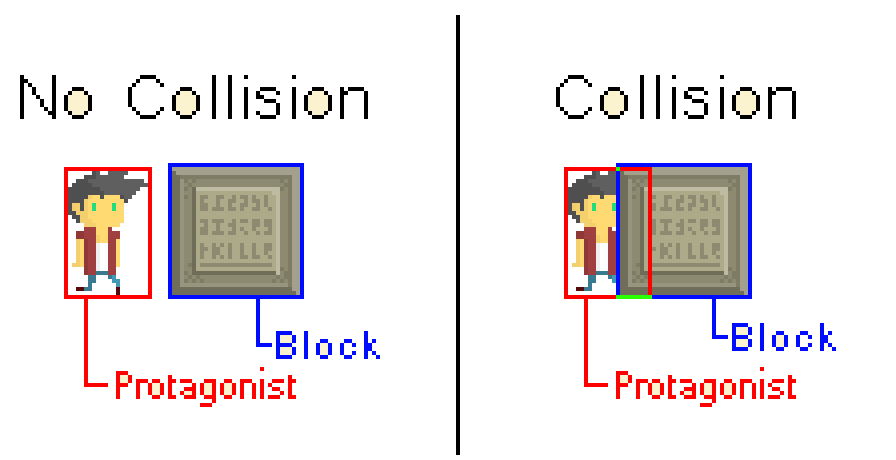 No Collision
Block
Protagonist
Collision
Block
Protagonist